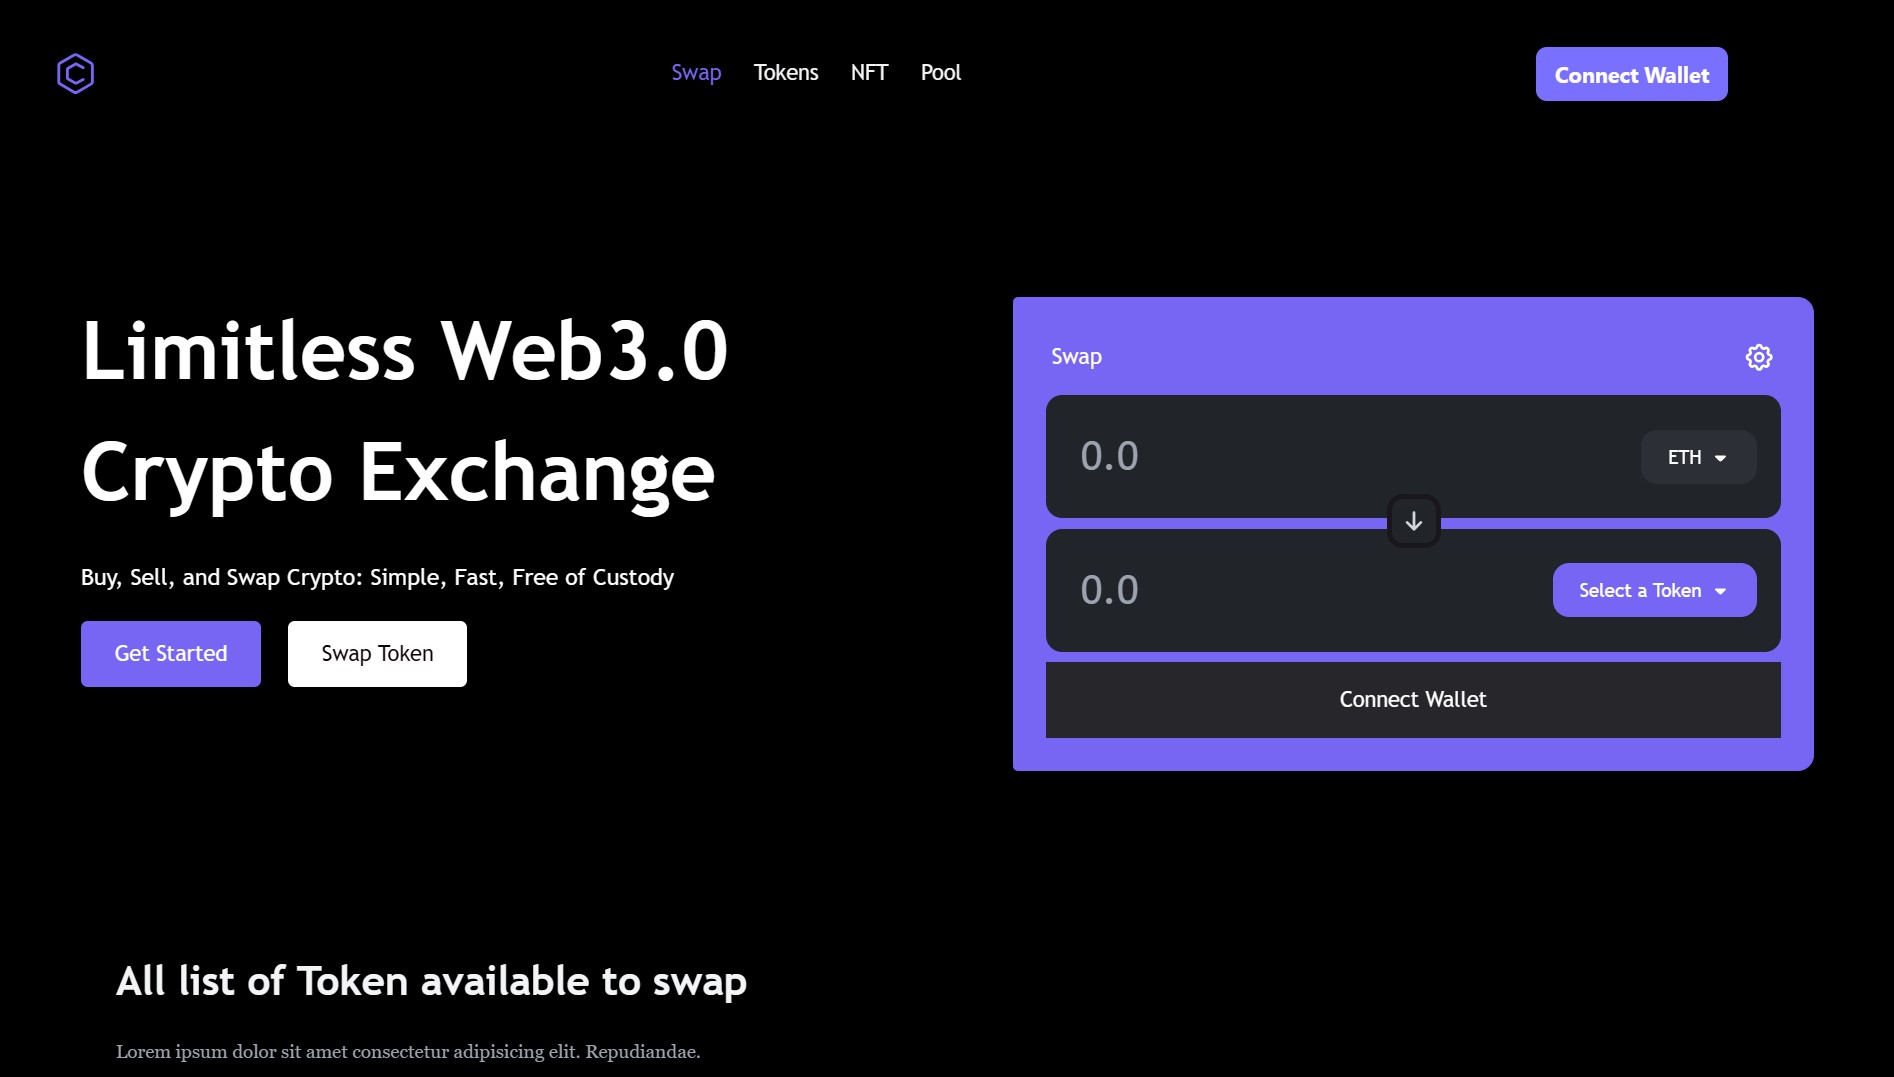 Swap Tokens NFT Pool
Connect Wallet
Limitless Web3.0
Crypto Exchange
Buy, Sell, and Swap Crypto: Simple, Fast, Free of Custody
Get Started
Swap Token
Swap
0.0
ETH
0.0
Select a Token
Connect Wallet
All list of Token available to swap
Lorem ipsum dolor sit amet consectetur adipisicing elit. Repudiandae.